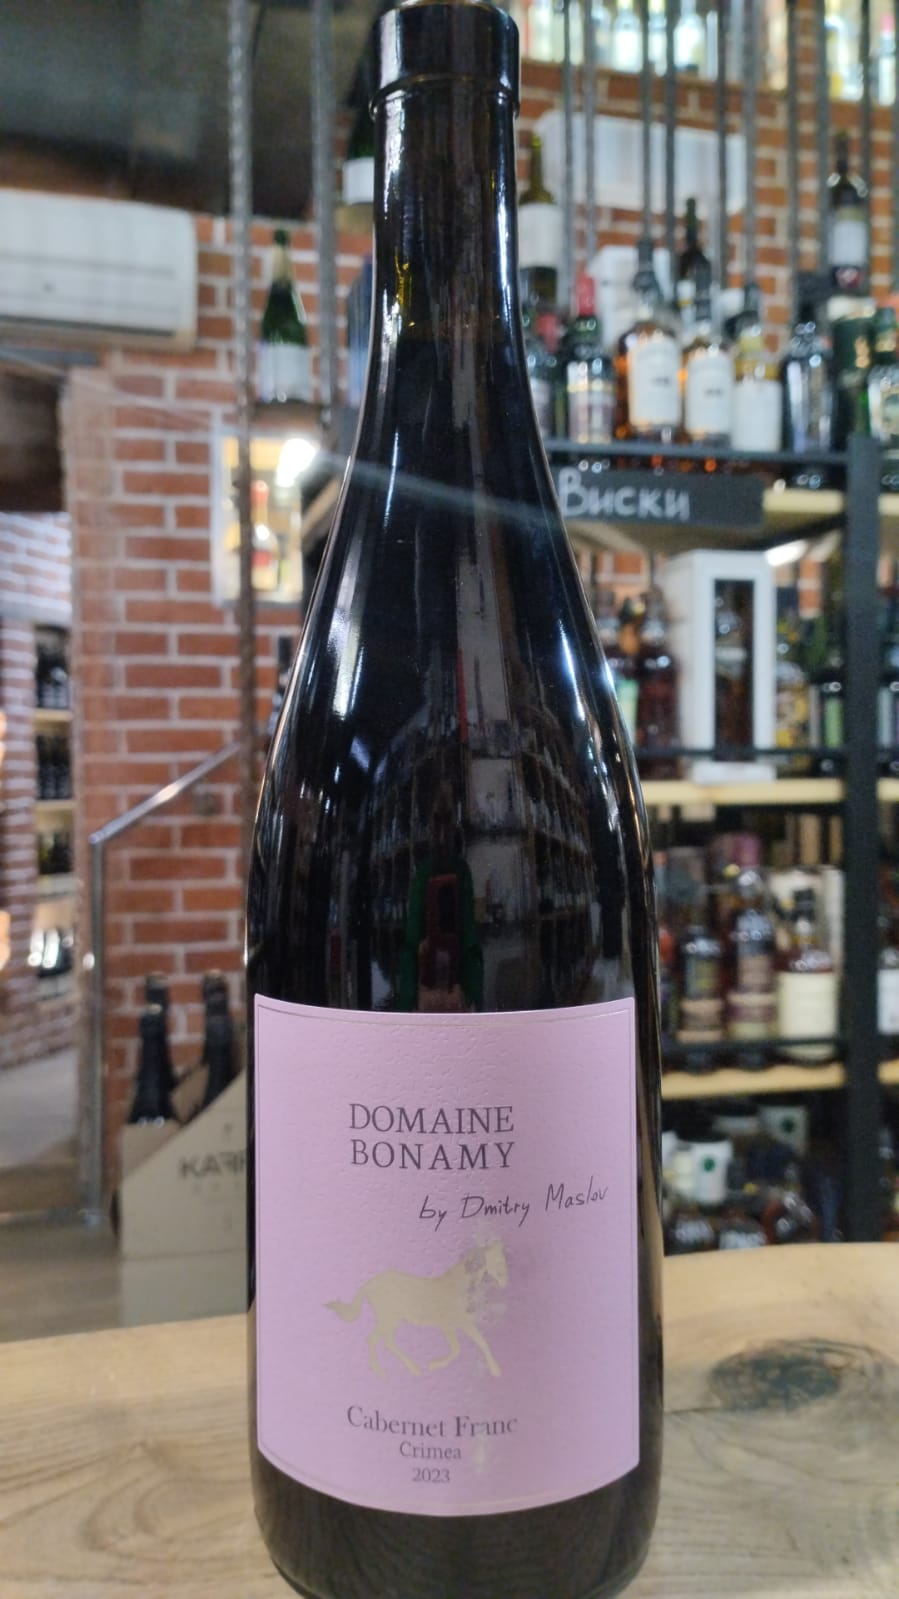 Виски
DOMAINE
BONAMY
by Dmitry Maslov
Cabernet Franc
Crimea
2023